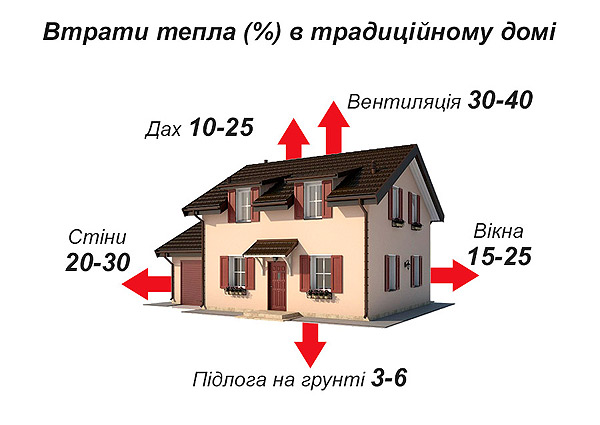 Втрати тепла (%) в традиційному домі
Вентиляція 30-40
Дах 10-25
Стіни
20-30
Вікна
15-25
Підлога на грунті 3-6